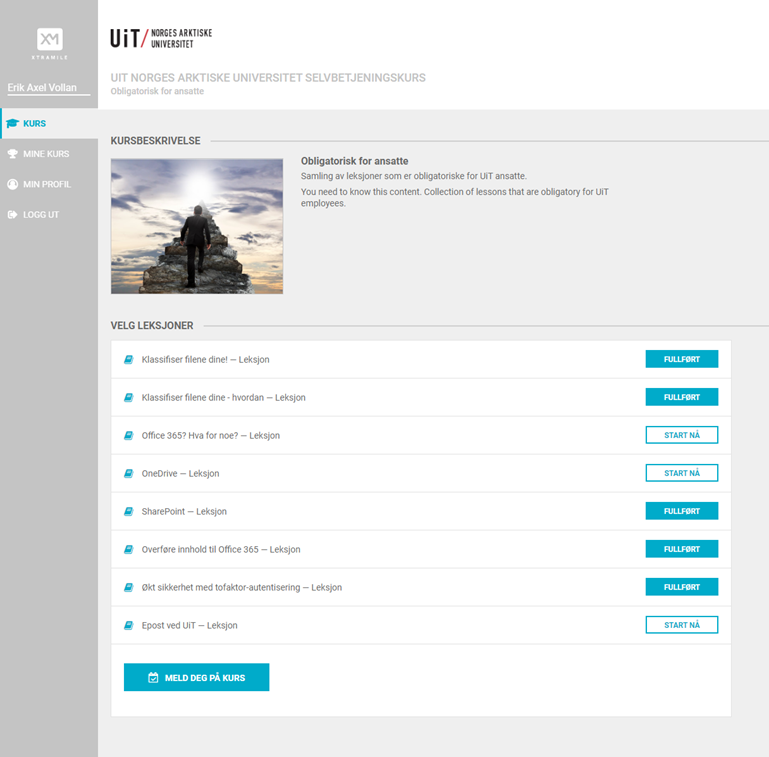 XM
XTRAMILE
Erik Axel Vollan
KURS
MINE KURS
MIN PROFIL
LOGG UT
UiT/ NORGES ARKTISKE
UNIVERSITET
UIT NORGES ARKTISKE UNIVERSITET SELVBETJENINGSKURS
Obligatorisk for ansatte
KURSBESKRIVELSE
Obligatorisk for ansatte
Samling av leksjoner som er obligatoriske for UiT ansatte.
You need to know this content. Collection of lessons that are obligatory for UiT
employees.
VELG LEKSJONER
Klassifiser filene dine! — Leksjon FULLFØRT
Klassifiser filene dine - hvordan — Leksjon FULLFØRT
Office 365? Hva for noe? — Leksjon START NÅ
OneDrive — Leksjon START NÅ
SharePoint — Leksjon FULLFØRT
Overføre innhold til Office 365 — Leksjon FULLFØRT
Økt sikkerhet med tofaktor-autentisering — Leksjon FULLFØRT
Epost ved UiT — Leksjon START NÅ
MELD DEG PÅ KURS